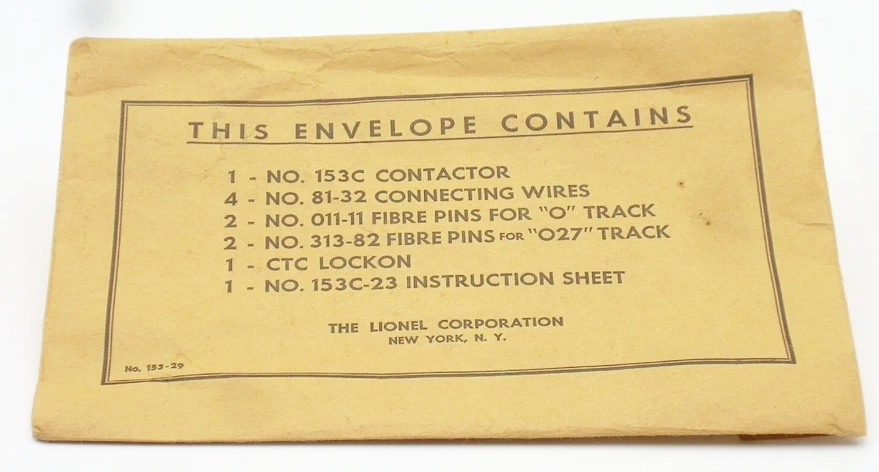 THIS ENVELOPE CONTAINS
1 - NO. 153C CONTACTOR
4 - NO. 81-32 CONNECTING WIRES
2 - NO. 011-11 FIBRE PINS FOR "O" TRACK
2 - NO. 313-82 FIBRE PINS FOR "O27" TRACK
1 - CTC LOCKON
1 - NO. 153C-23 INSTRUCTION SHEET
THE LIONEL CORPORATION
NEW YORK, N. Y.
No. 153-29